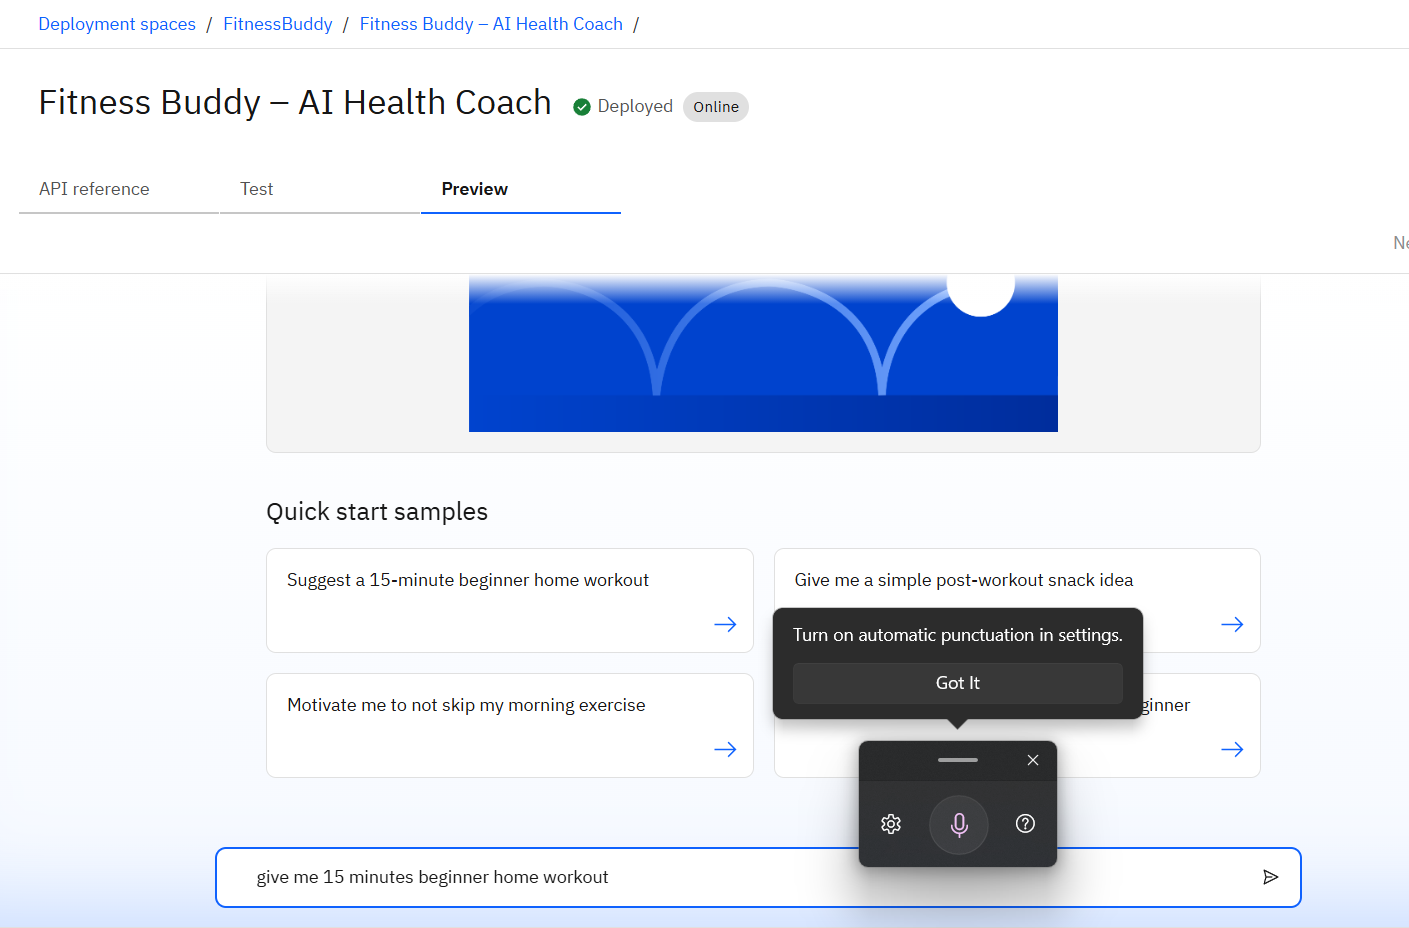 Deployment spaces / FitnessBuddy / Fitness Buddy – AI Health Coach /
Fitness Buddy – AI Health Coach Deployed Online
API reference Test Preview
Quick start samples
Suggest a 15-minute beginner home workout
Give me a simple post-workout snack idea
Turn on automatic punctuation in settings.
Got It
Motivate me to not skip my morning exercise
give me 15 minutes beginner home workout